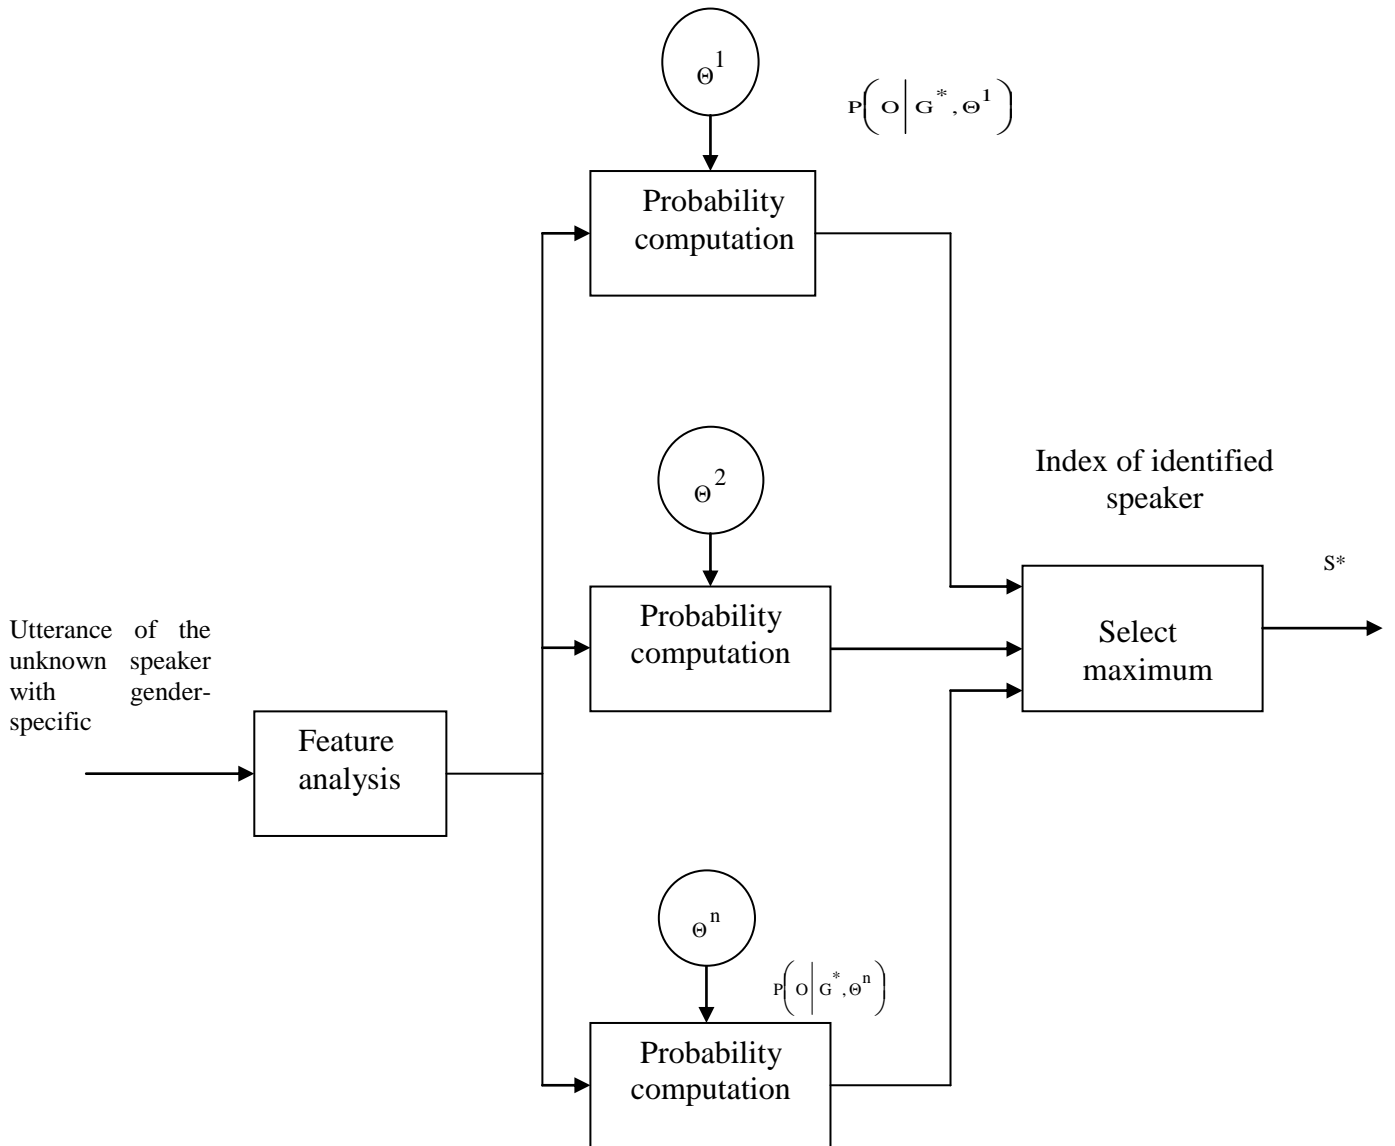 Θ^1
P(O|G^*,Θ^1)
Probability
computation
Θ^2
Index of identified
speaker
S*
Probability
computation
Select
maximum
Utterance of the
unknown speaker
with gender-
specific
Feature
analysis
Θ^n
P(O|G^*,Θ^n)
Probability
computation